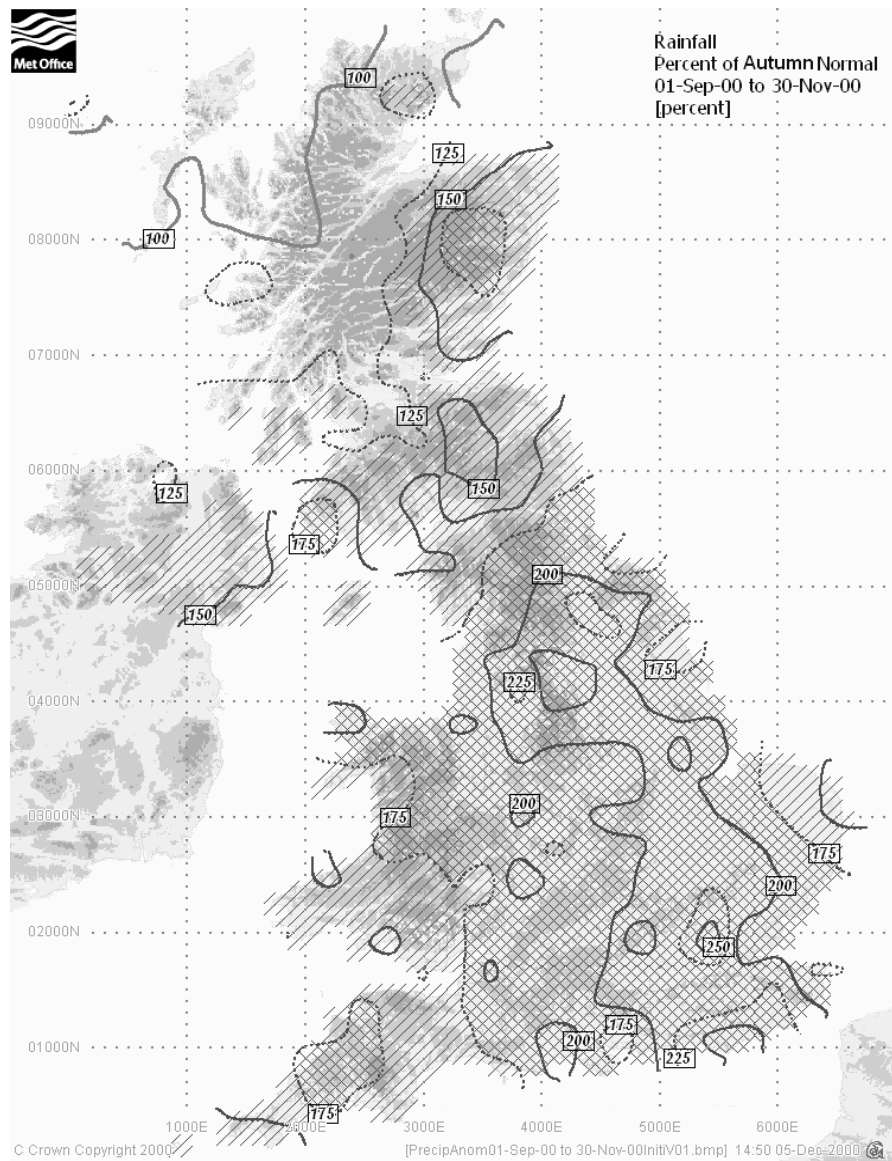 Met Office
Rainfall
Percent of Autumn Normal
01-Sep-00 to 30-Nov-00
[percent]
100
09000N
125
150
100
08000N
07000N
125
06000N
150
125
175
200
05000N
150
175
225
04000N
200
175
03000N
175
200
02000N
250
175
200
01000N
225
175
1000E 2000E 3000E 4000E 5000E 6000E
C Crown Copyright 2000 [PrecipAnom01-Sep-00 to 30-Nov-00InitiV01.bmp] 14:50 05-Dec-2000